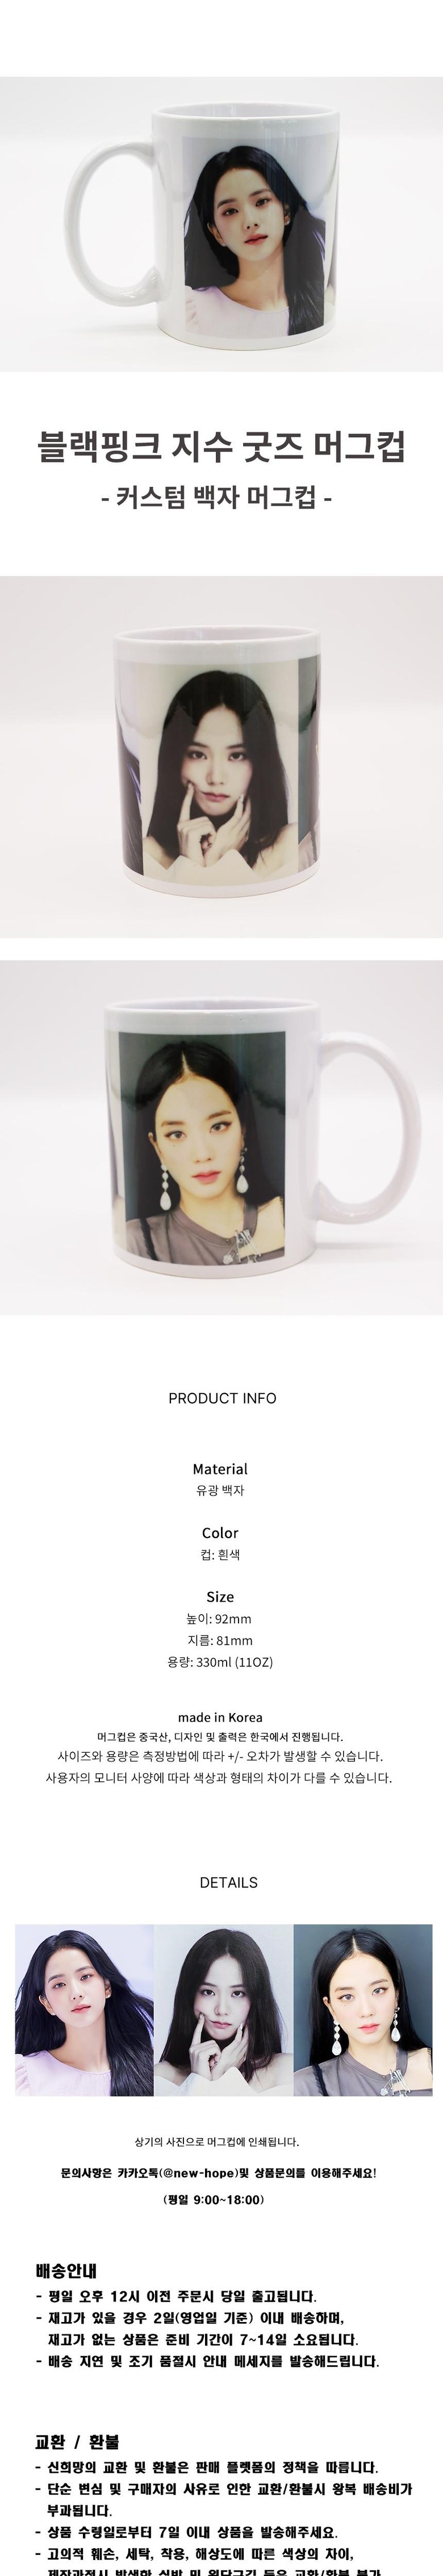 블랙핑크 지수 굿즈 머그컵
- 커스텀 백자 머그컵 -
PRODUCT INFO
Material
유광 백자
Color
컵: 흰색
Size
높이: 92mm
지름: 81mm
용량: 330ml (11OZ)
made in Korea
머그컵은 중국산, 디자인 및 출력은 한국에서 진행됩니다.
사이즈와 용량은 측정방법에 따라 +/- 오차가 발생할 수 있습니다.
사용자의 모니터 사양에 따라 색상과 형태의 차이가 다를 수 있습니다.
DETAILS
상기의 사진으로 머그컵에 인쇄됩니다.
문의사항은 카카오톡(@new-hope)및 상품문의를 이용해주세요!
(평일 9:00~18:00)
배송안내
- 평일 오후 12시 이전 주문시 당일 출고됩니다.
- 재고가 있을 경우 2일(영업일 기준) 이내 배송하며,
재고가 없는 상품은 준비 기간이 7~14일 소요됩니다.
- 배송 지연 및 조기 품절시 안내 메세지를 발송해드립니다.
교환 / 환불
- 신희망의 교환 및 환불은 판매 플랫폼의 정책을 따릅니다.
- 단순 변심 및 구매자의 사유로 인한 교환/환불시 왕복 배송비가
부과됩니다.
- 상품 수령일로부터 7일 이내 상품을 발송해주세요.
- 고의적 훼손, 세탁, 착용, 해상도에 따른 색상의 차이,